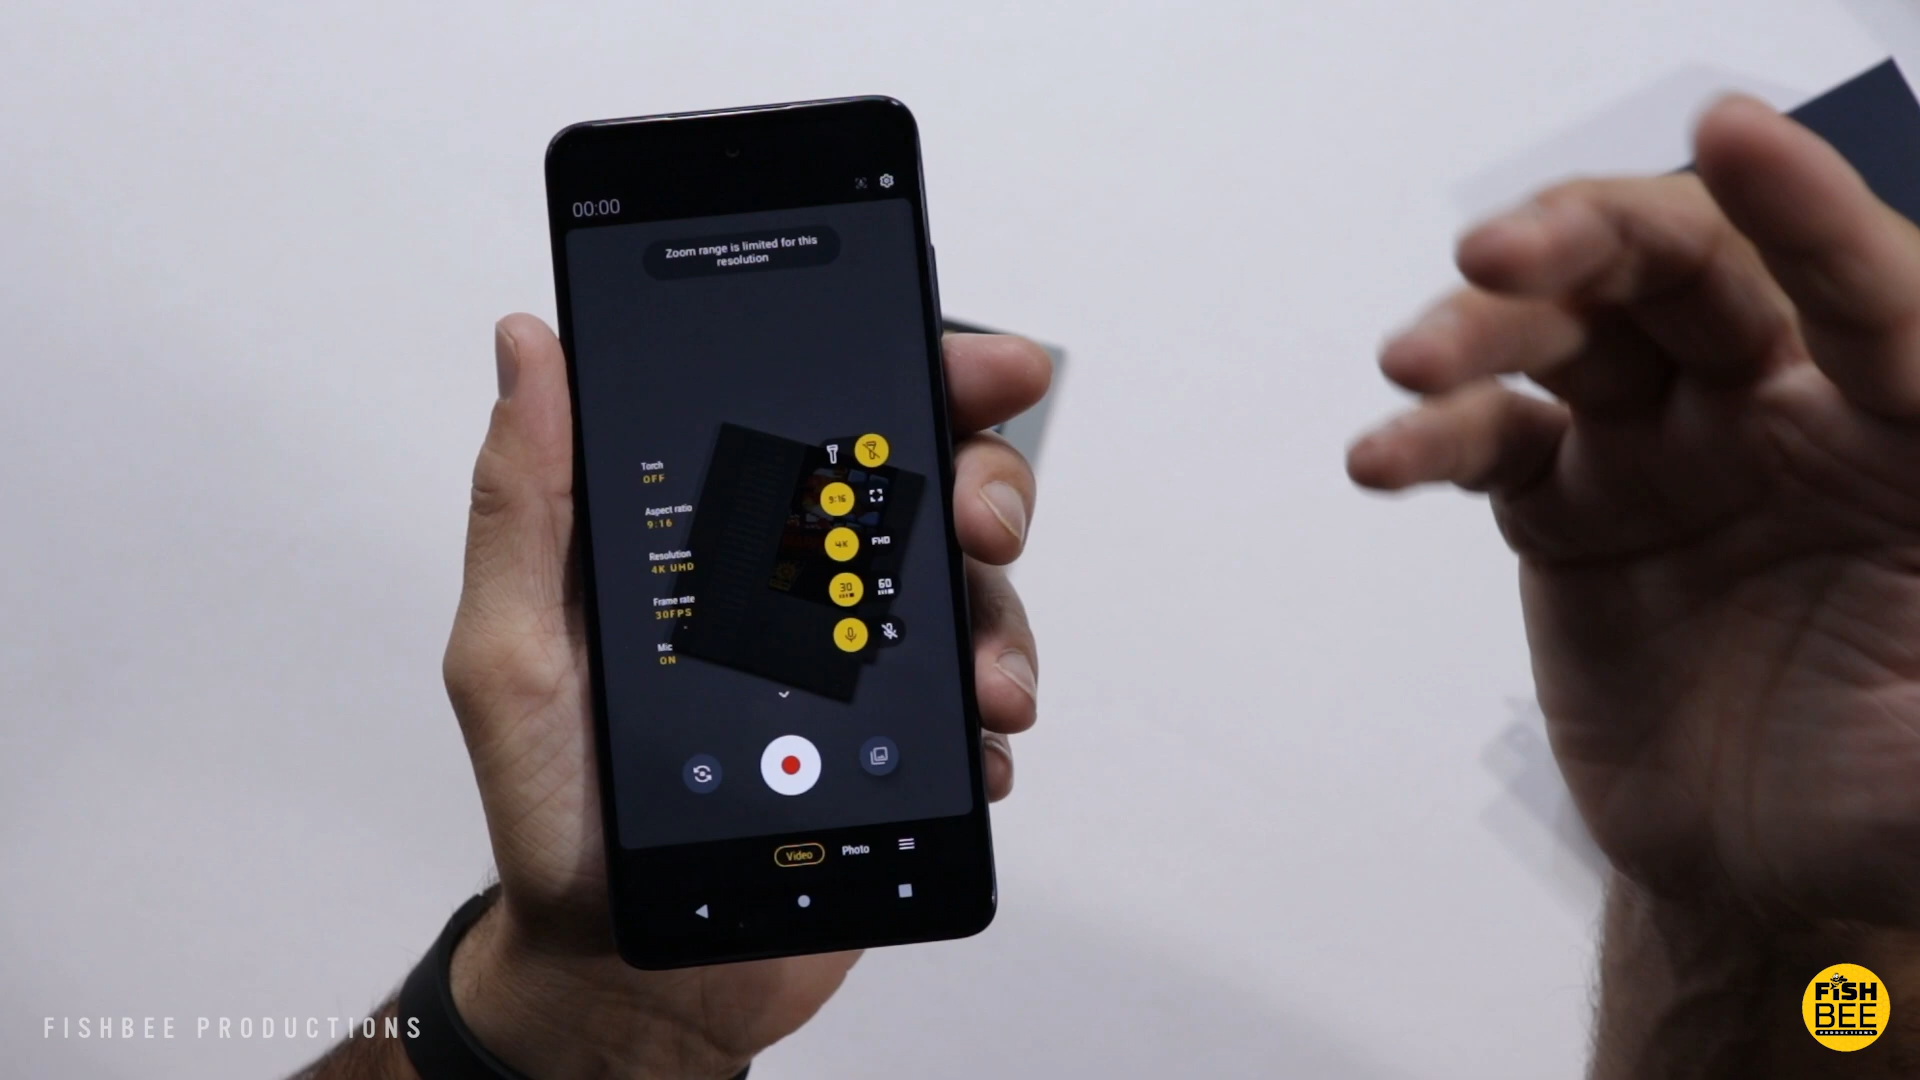 00:00
Zoom range is limited for this
resolution
Torch
OFF
Aspect ratio
9:16
9:16
Resolution
4K UHD
4K
FHD
Frame rate
30FPS
30
60
Mic
ON
Video
Photo
FISHBEE PRODUCTIONS
FISH
BEE
PRODUCTIONS